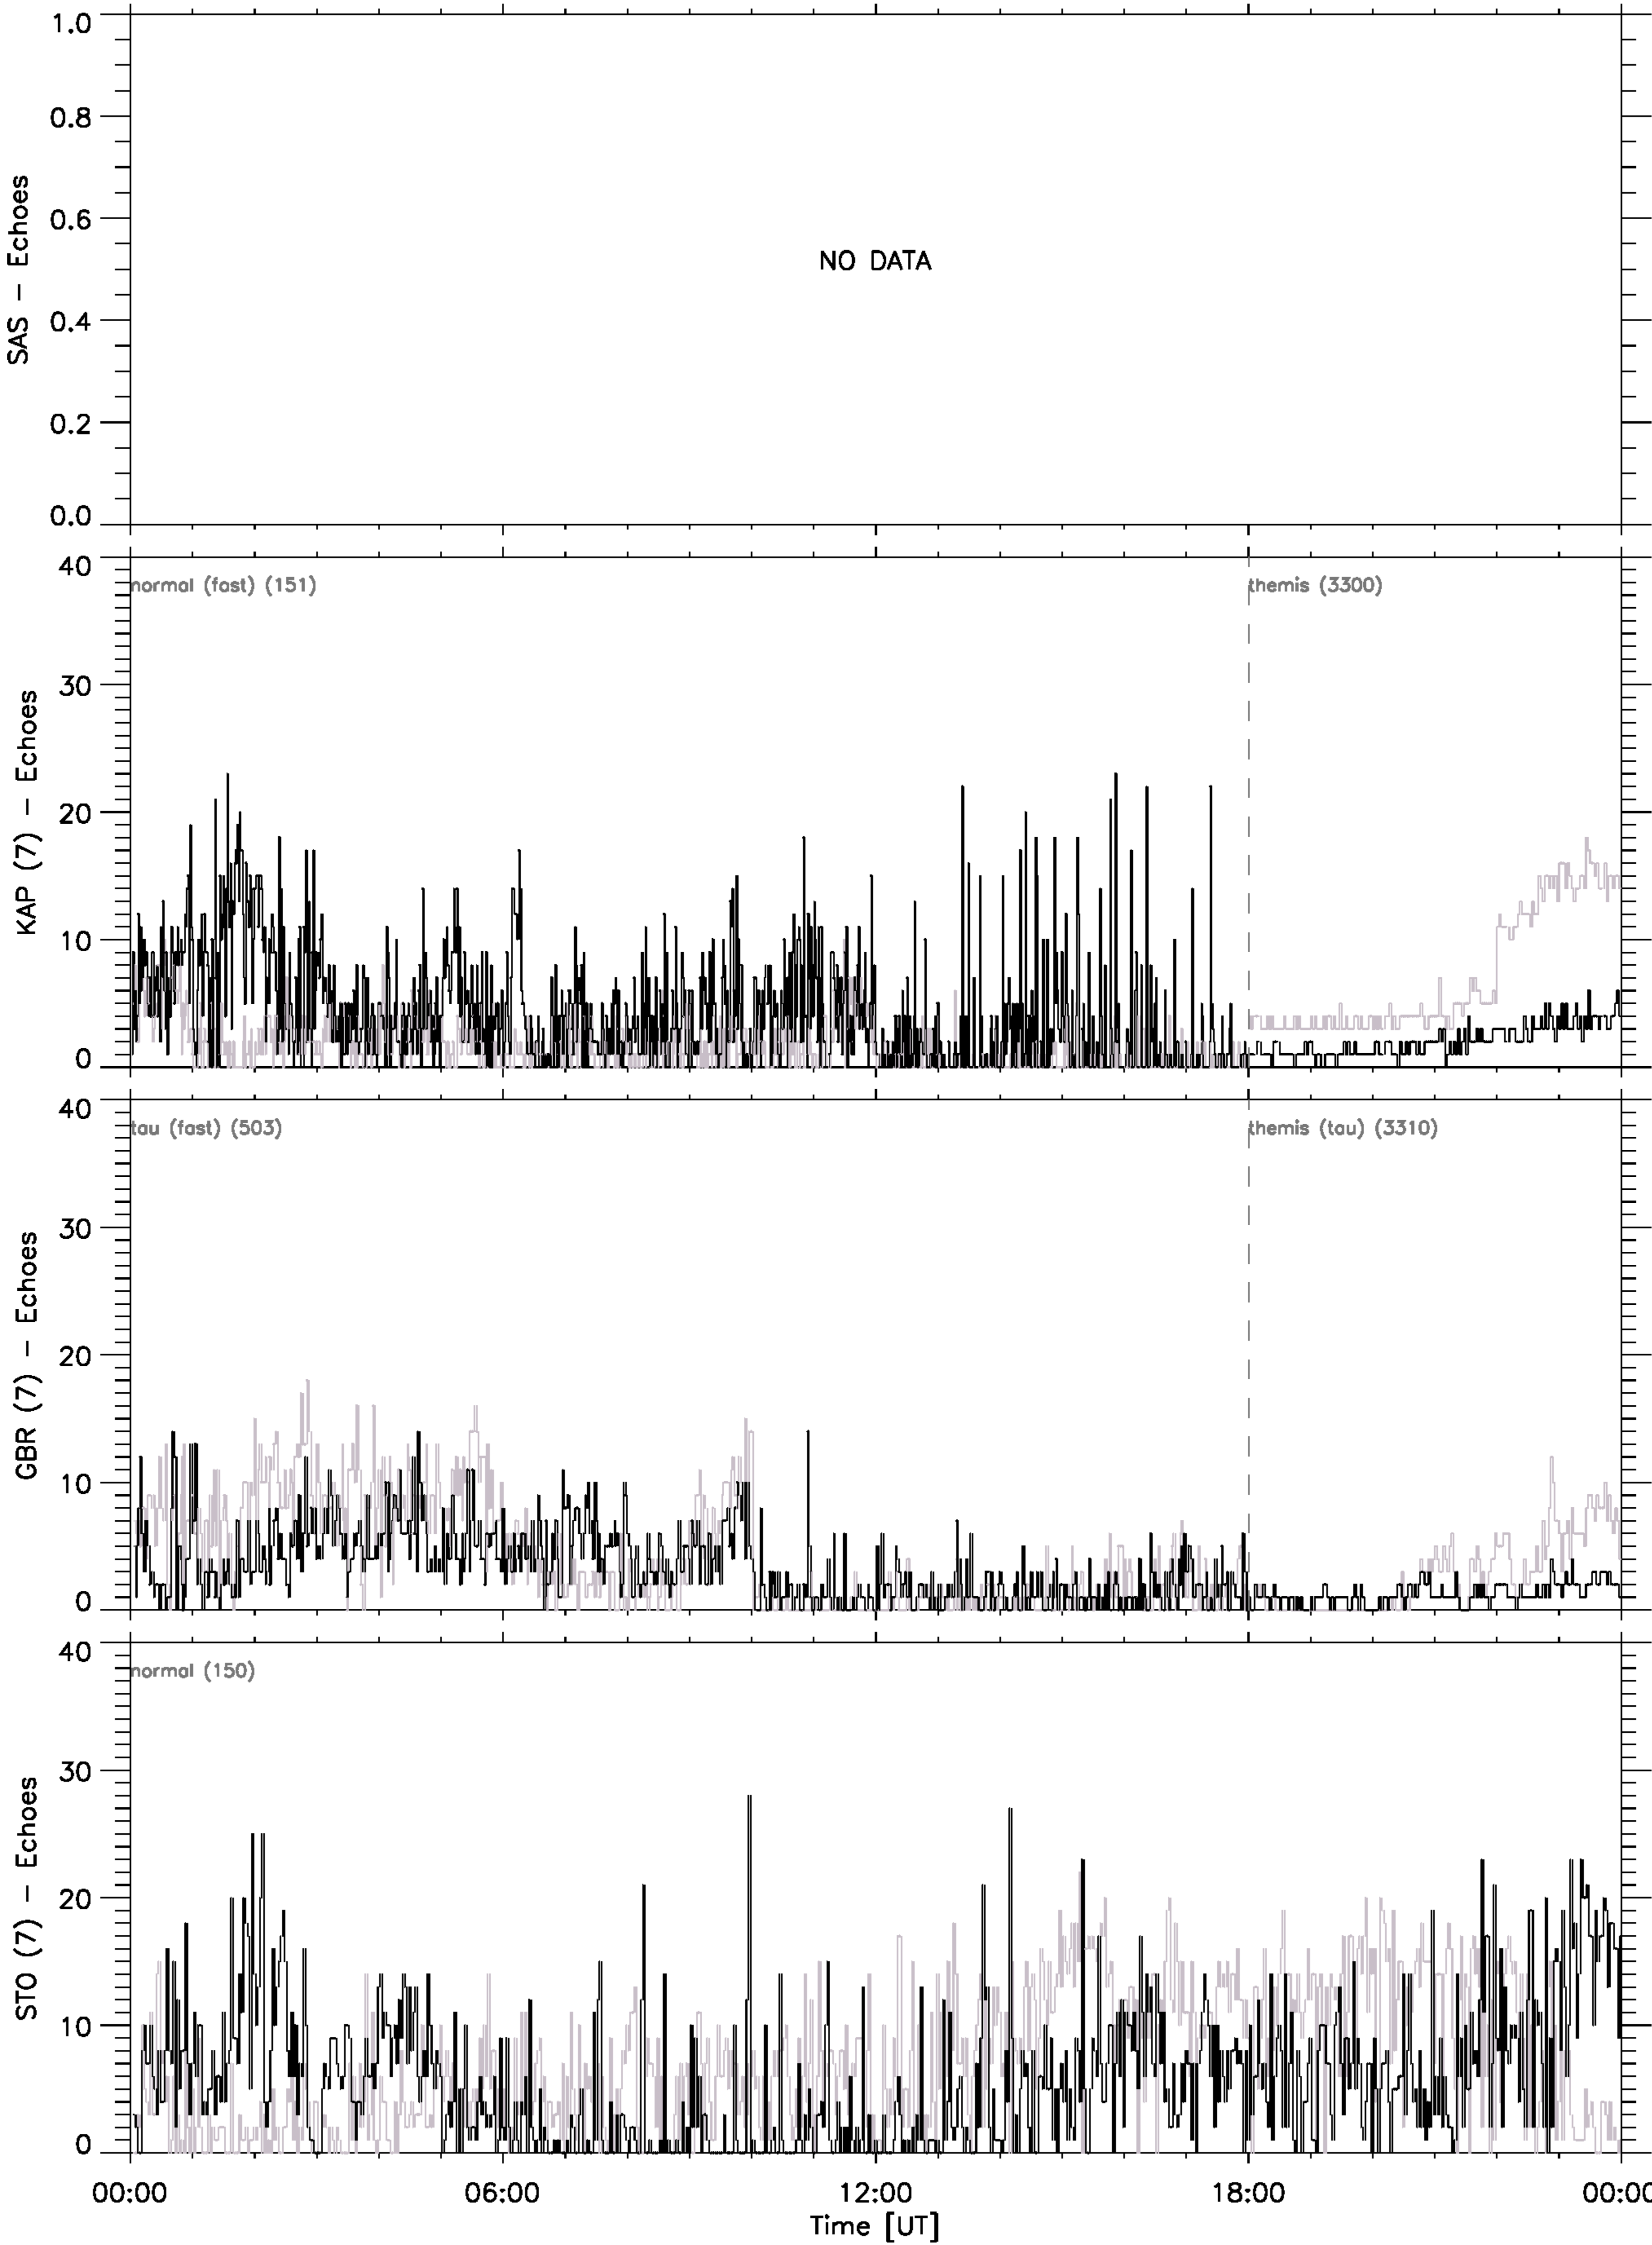 1.0
0.8
0.6
0.4
0.2
0.0
SAS – Echoes
NO DATA
40
30
20
10
0
KAP (7) – Echoes
normal (fast) (151)
themis (3300)
40
30
20
10
0
GBR (7) – Echoes
tau (fast) (503)
themis (tau) (3310)
40
30
20
10
0
STO (7) – Echoes
normal (150)
00:00 06:00 12:00 18:00 00:00
Time [UT]